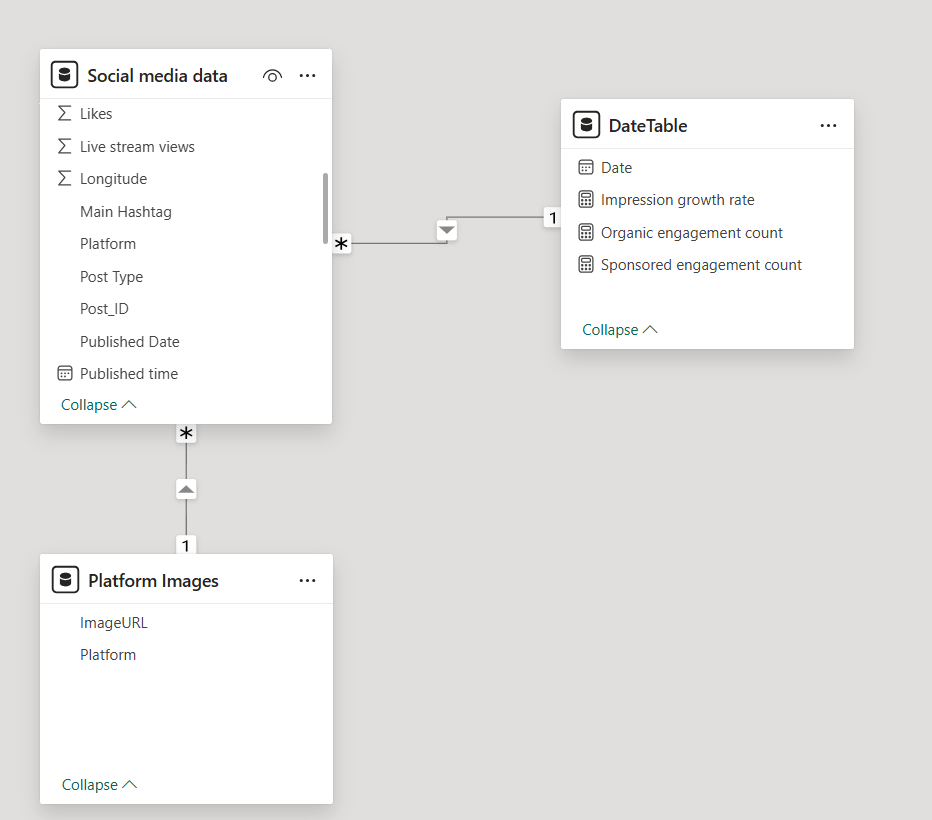 Social media data
Likes
Live stream views
Longitude
Main Hashtag
Platform
Post Type
Post_ID
Published Date
Published time
Collapse
*
1
DateTable
Date
Impression growth rate
Organic engagement count
Sponsored engagement count
Collapse
*
1
Platform Images
ImageURL
Platform
Collapse